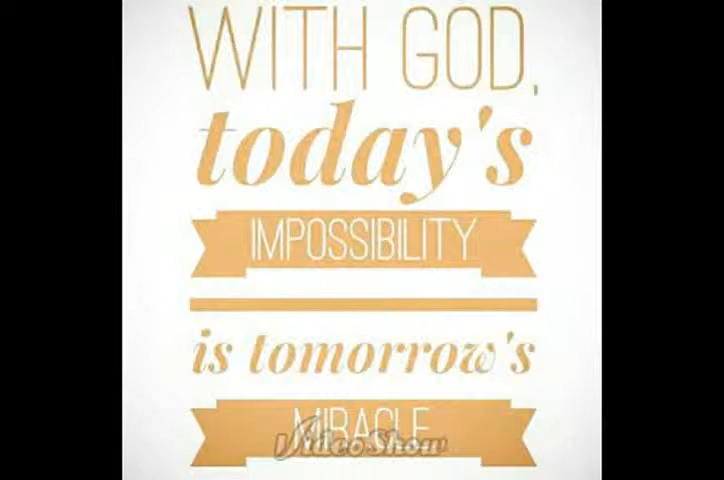 WITH GOD,
today's
IMPOSSIBILITY
is tomorrow's
MIRACLE
VideoShow